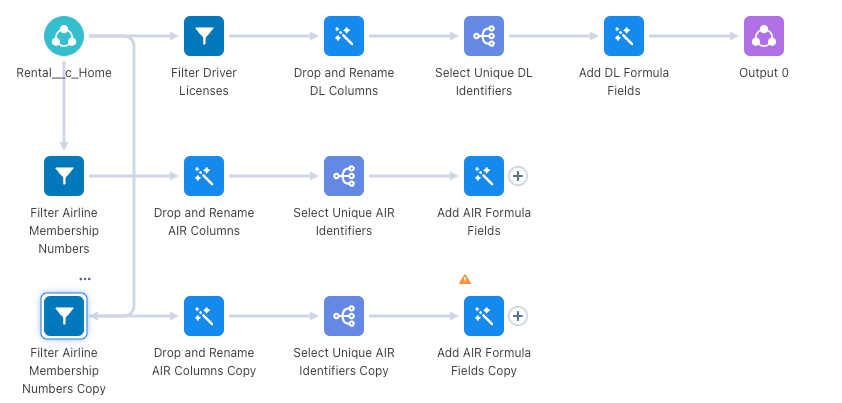 Rental__c_Home
Filter Driver
Licenses
Drop and Rename
DL Columns
Select Unique DL
Identifiers
Add DL Formula
Fields
Output 0
Filter Airline
Membership
Numbers
Drop and Rename
AIR Columns
Select Unique AIR
Identifiers
Add AIR Formula
Fields
Filter Airline
Membership
Numbers Copy
Drop and Rename
AIR Columns Copy
Select Unique AIR
Identifiers Copy
Add AIR Formula
Fields Copy